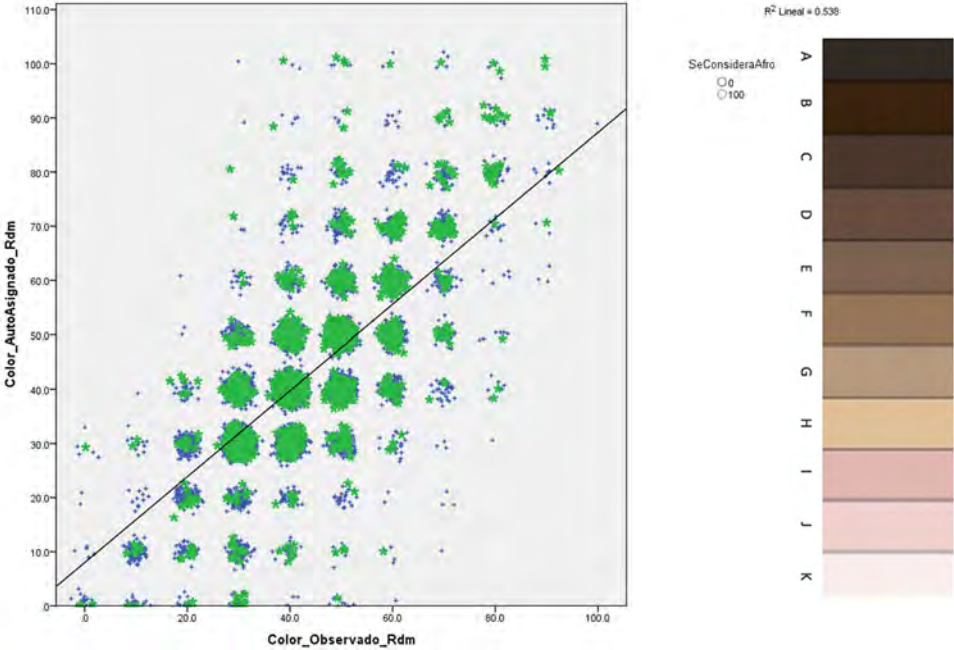 R² Lineal = 0.538
SeConsideraAfro
0
100
Color_AutoAsignado_Rdm
110.0
100.0
90.0
80.0
70.0
60.0
50.0
40.0
30.0
20.0
10.0
0
.0
20.0
40.0
60.0
80.0
100.0
Color_Observado_Rdm
A
B
C
D
E
F
G
H
I
J
K